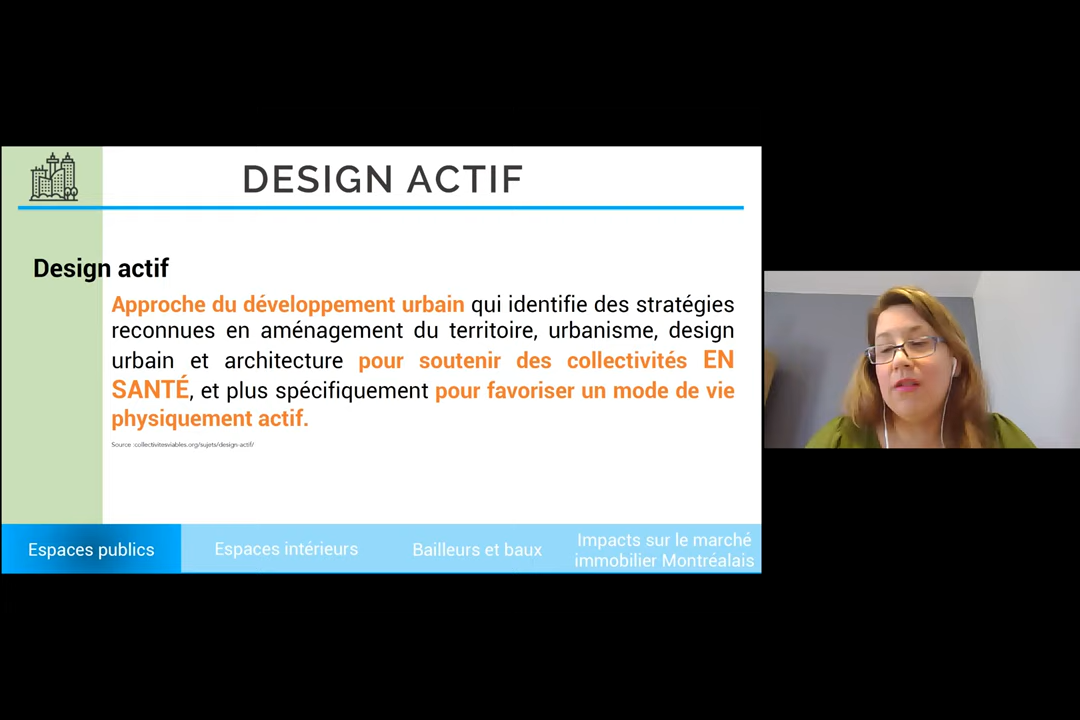 DESIGN ACTIF
Design actif
Approche du développement urbain qui identifie des stratégies
reconnues en aménagement du territoire, urbanisme, design
urbain et architecture pour soutenir des collectivités EN
SANTÉ, et plus spécifiquement pour favoriser un mode de vie
physiquement actif.
Source :collectivitesviables.org/sujets/design-actif/
Espaces publics
Espaces intérieurs
Bailleurs et baux
Impacts sur le marché
immobilier Montréalais